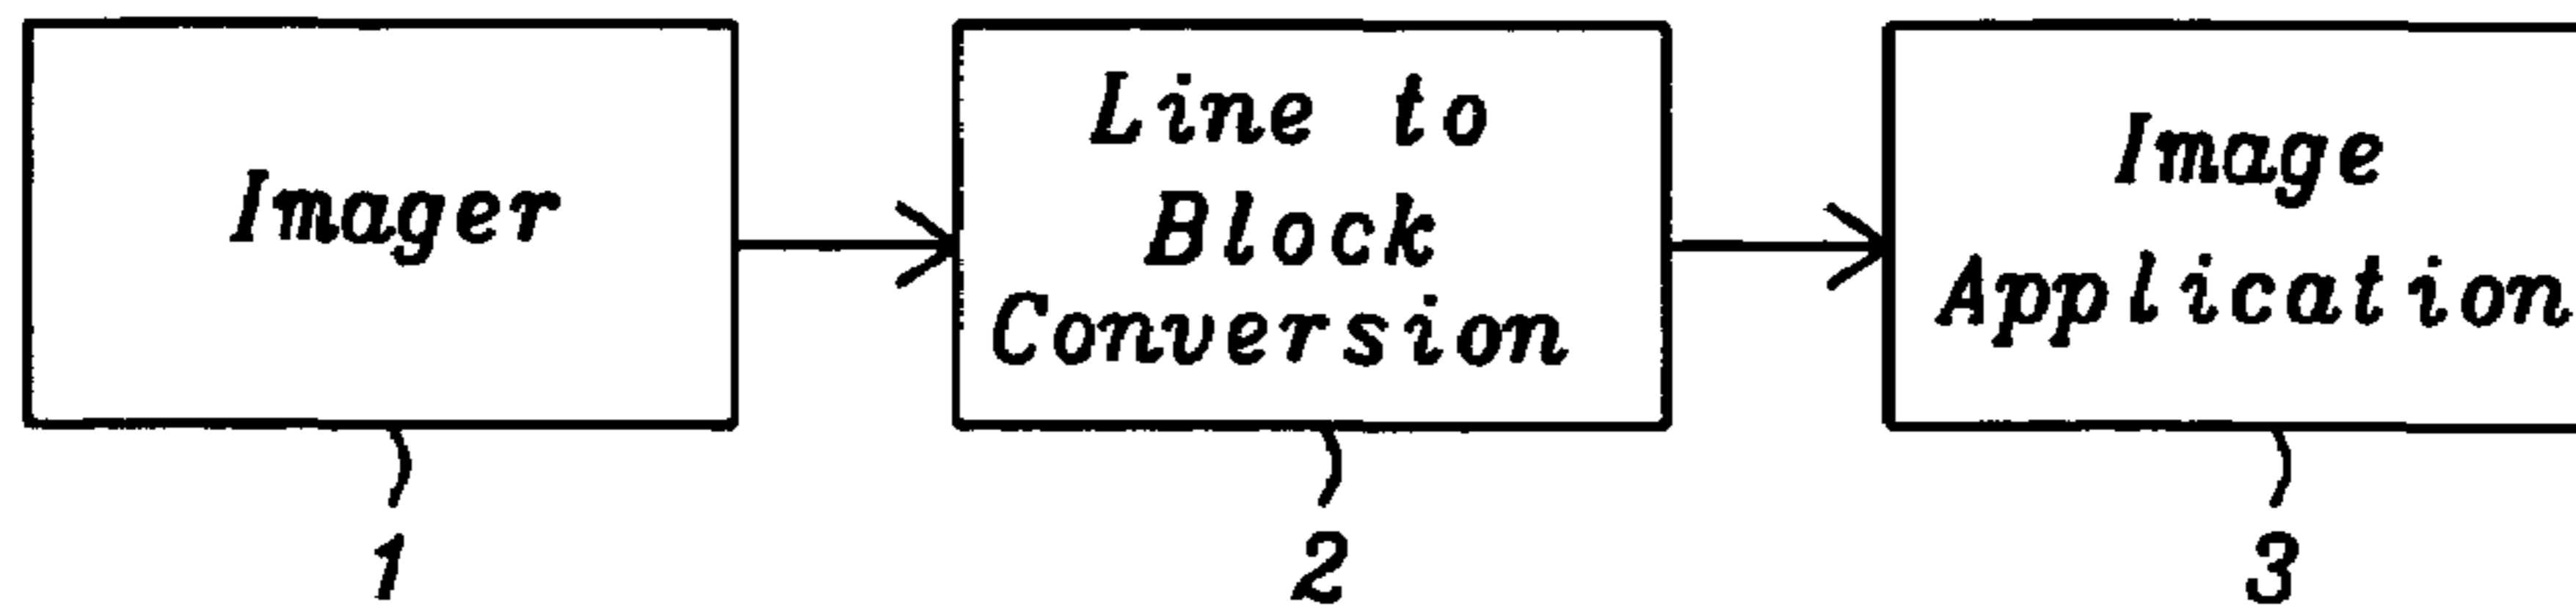 Imager
Line to
Block
Conversion
Image
Application
1
2
3